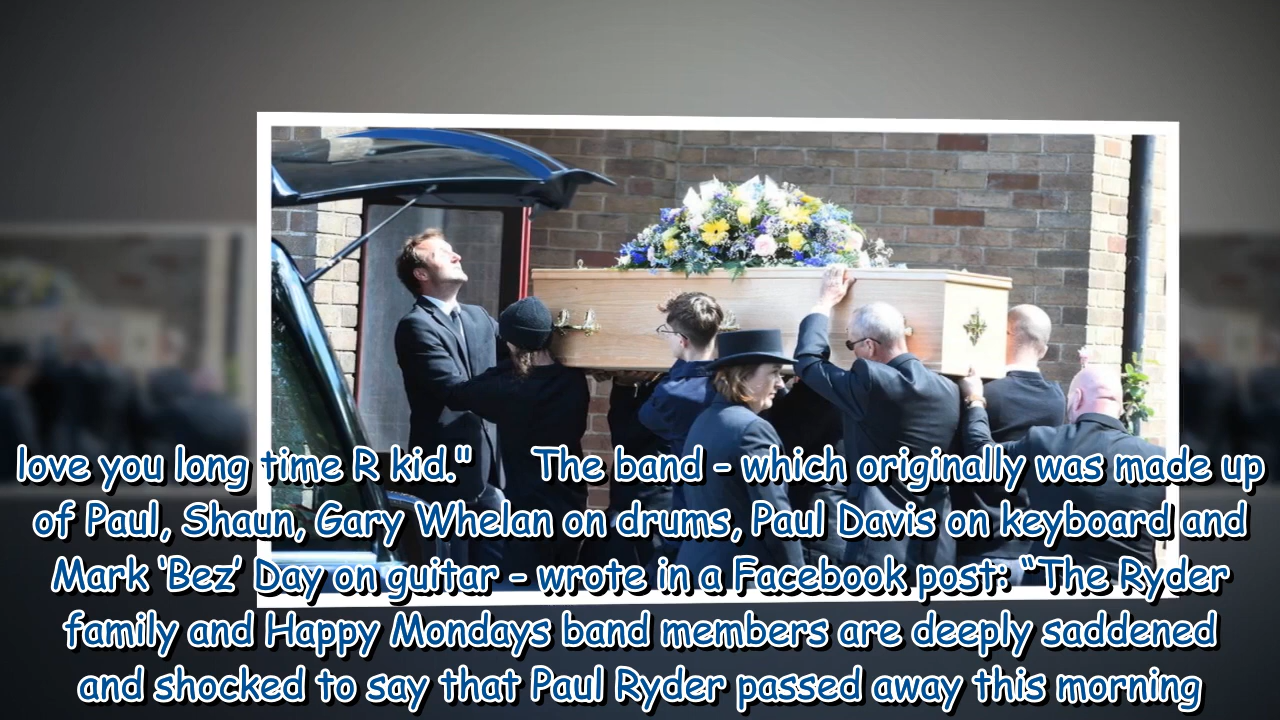 love you long time R kid." The band - which originally was made up
of Paul, Shaun, Gary Whelan on drums, Paul Davis on keyboard and
Mark ‘Bez’ Day on guitar - wrote in a Facebook post: “The Ryder
family and Happy Mondays band members are deeply saddened
and shocked to say that Paul Ryder passed away this morning